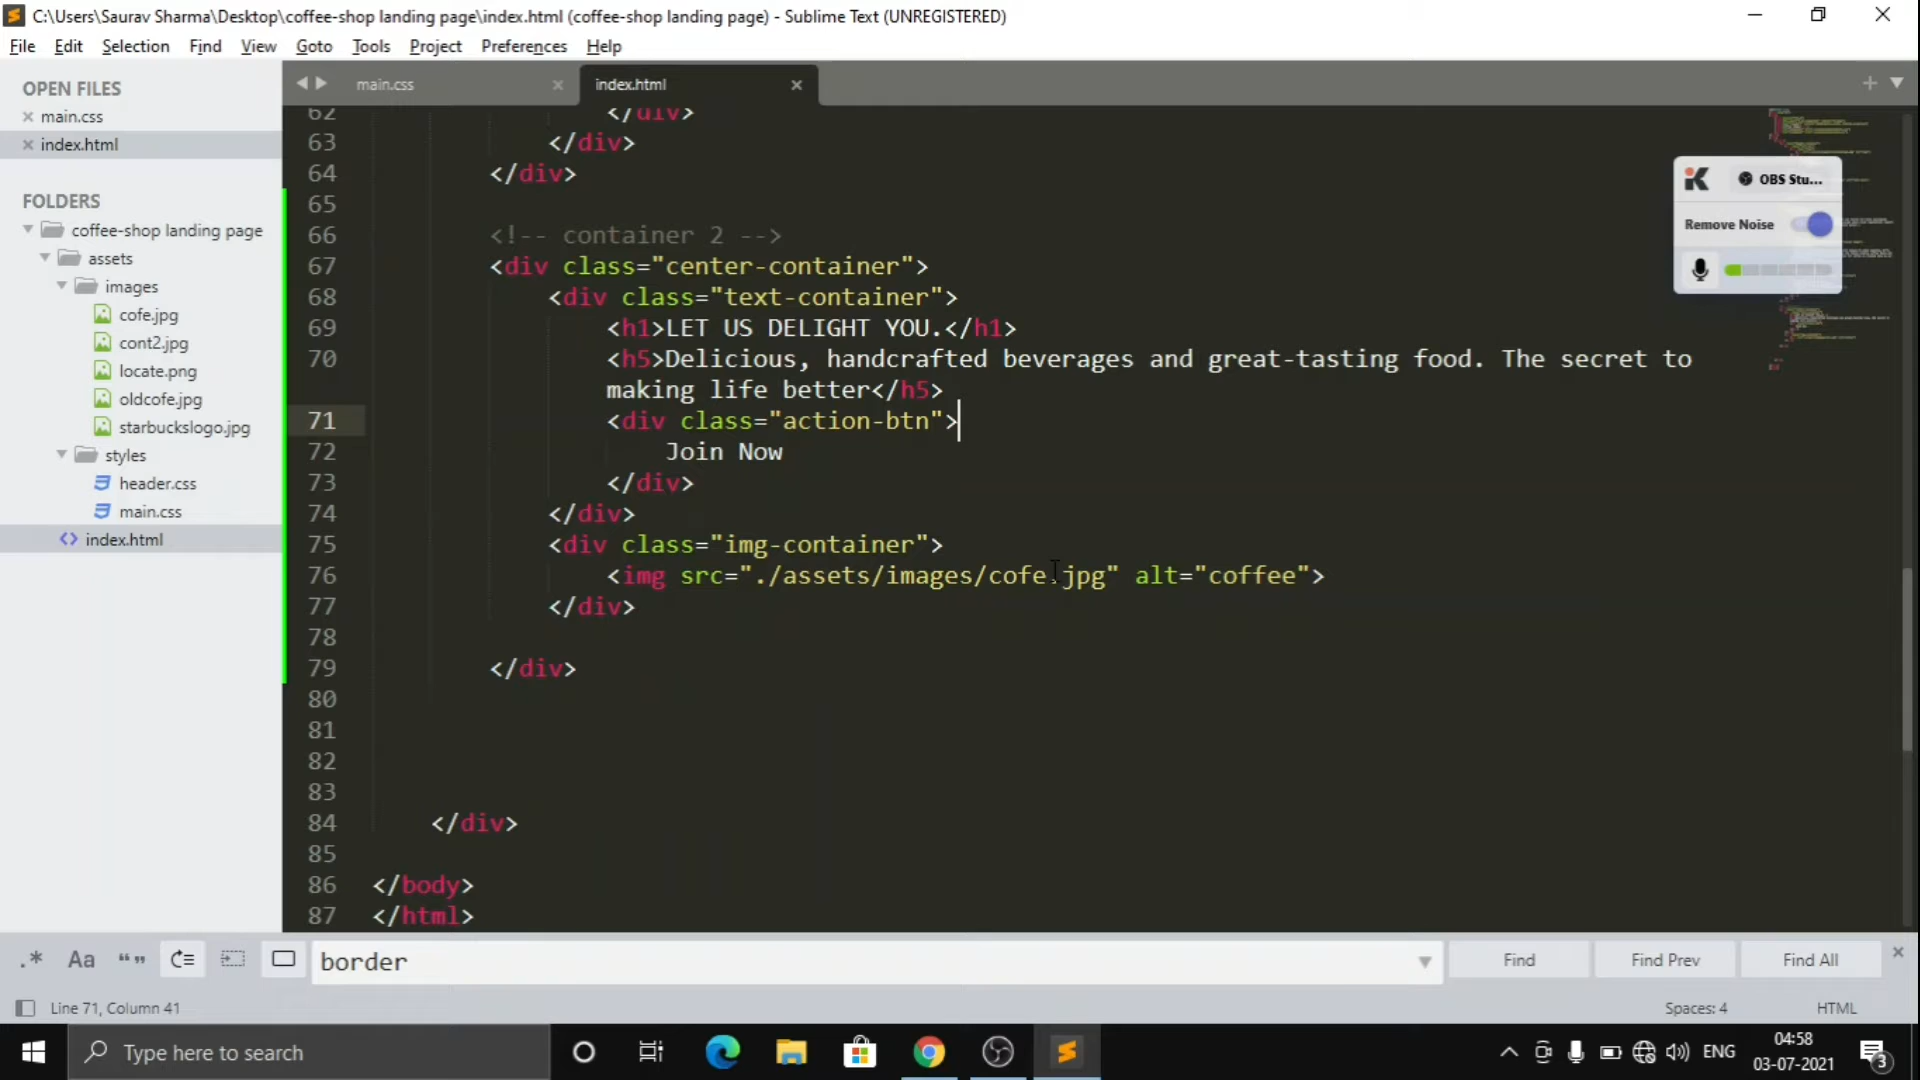 C:\Users\Saurav Sharma\Desktop\coffee-shop landing page\index.html (coffee-shop landing page) - Sublime Text (UNREGISTERED)
File Edit Selection Find View Goto Tools Project Preferences Help
OPEN FILES
main.css
index.html
FOLDERS
coffee-shop landing page
assets
images
cofe.jpg
cont2.jpg
locate.png
oldcofe.jpg
starbuckslogo.jpg
styles
header.css
main.css
index.html
main.css
index.html
62 </div>
63 </div>
64 </div>
65
66 <!-- container 2 -->
67 <div class="center-container">
68 <div class="text-container">
69 <h1>LET US DELIGHT YOU.</h1>
70 <h5>Delicious, handcrafted beverages and great-tasting food. The secret to
making life better</h5>
71 <div class="action-btn">
72 Join Now
73 </div>
74 </div>
75 <div class="img-container">
76 <img src="./assets/images/cofe.jpg" alt="coffee">
77 </div>
78
79 </div>
80
81
82
83
84 </div>
85
86 </body>
87 </html>
OBS Stu...
Remove Noise
.* Aa “” border Find Find Prev Find All
Line 71, Column 41 Spaces: 4 HTML
Type here to search
ENG
04:58
03-07-2021
3